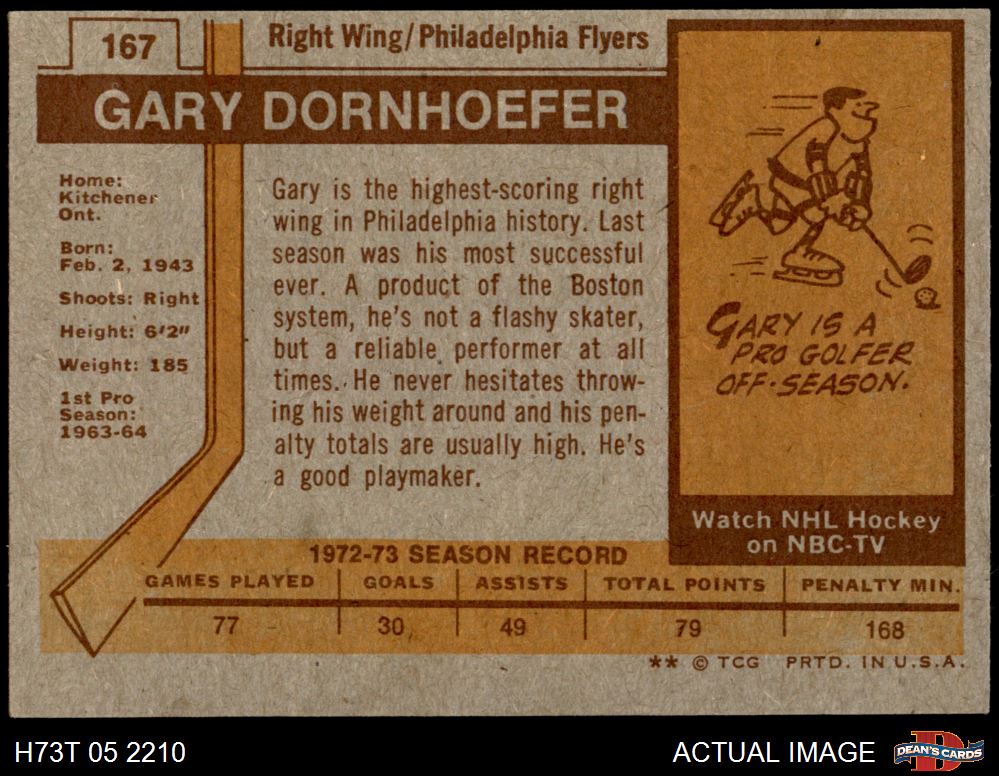 167
Right Wing/Philadelphia Flyers
GARY DORNHOEFER
Home:
Kitchener
Ont.
Born:
Feb. 2, 1943
Shoots: Right
Height: 6'2"
Weight: 185
1st Pro
Season:
1963-64
Gary is the highest-scoring right
wing in Philadelphia history. Last
season was his most successful
ever. A product of the Boston
system, he's not a flashy skater,
but a reliable performer at all
times. He never hesitates throw-
ing his weight around and his pen-
alty totals are usually high. He's
a good playmaker.
GARY IS A
PRO GOLFER
OFF-SEASON.
Watch NHL Hockey
on NBC-TV
1972-73 SEASON RECORD
GAMES PLAYED GOALS ASSISTS TOTAL POINTS PENALTY MIN.
77 30 49 79 168
** © TCG PRTD. IN U.S.A.
H73T 05 2210
ACTUAL IMAGE
DEAN'S CARDS